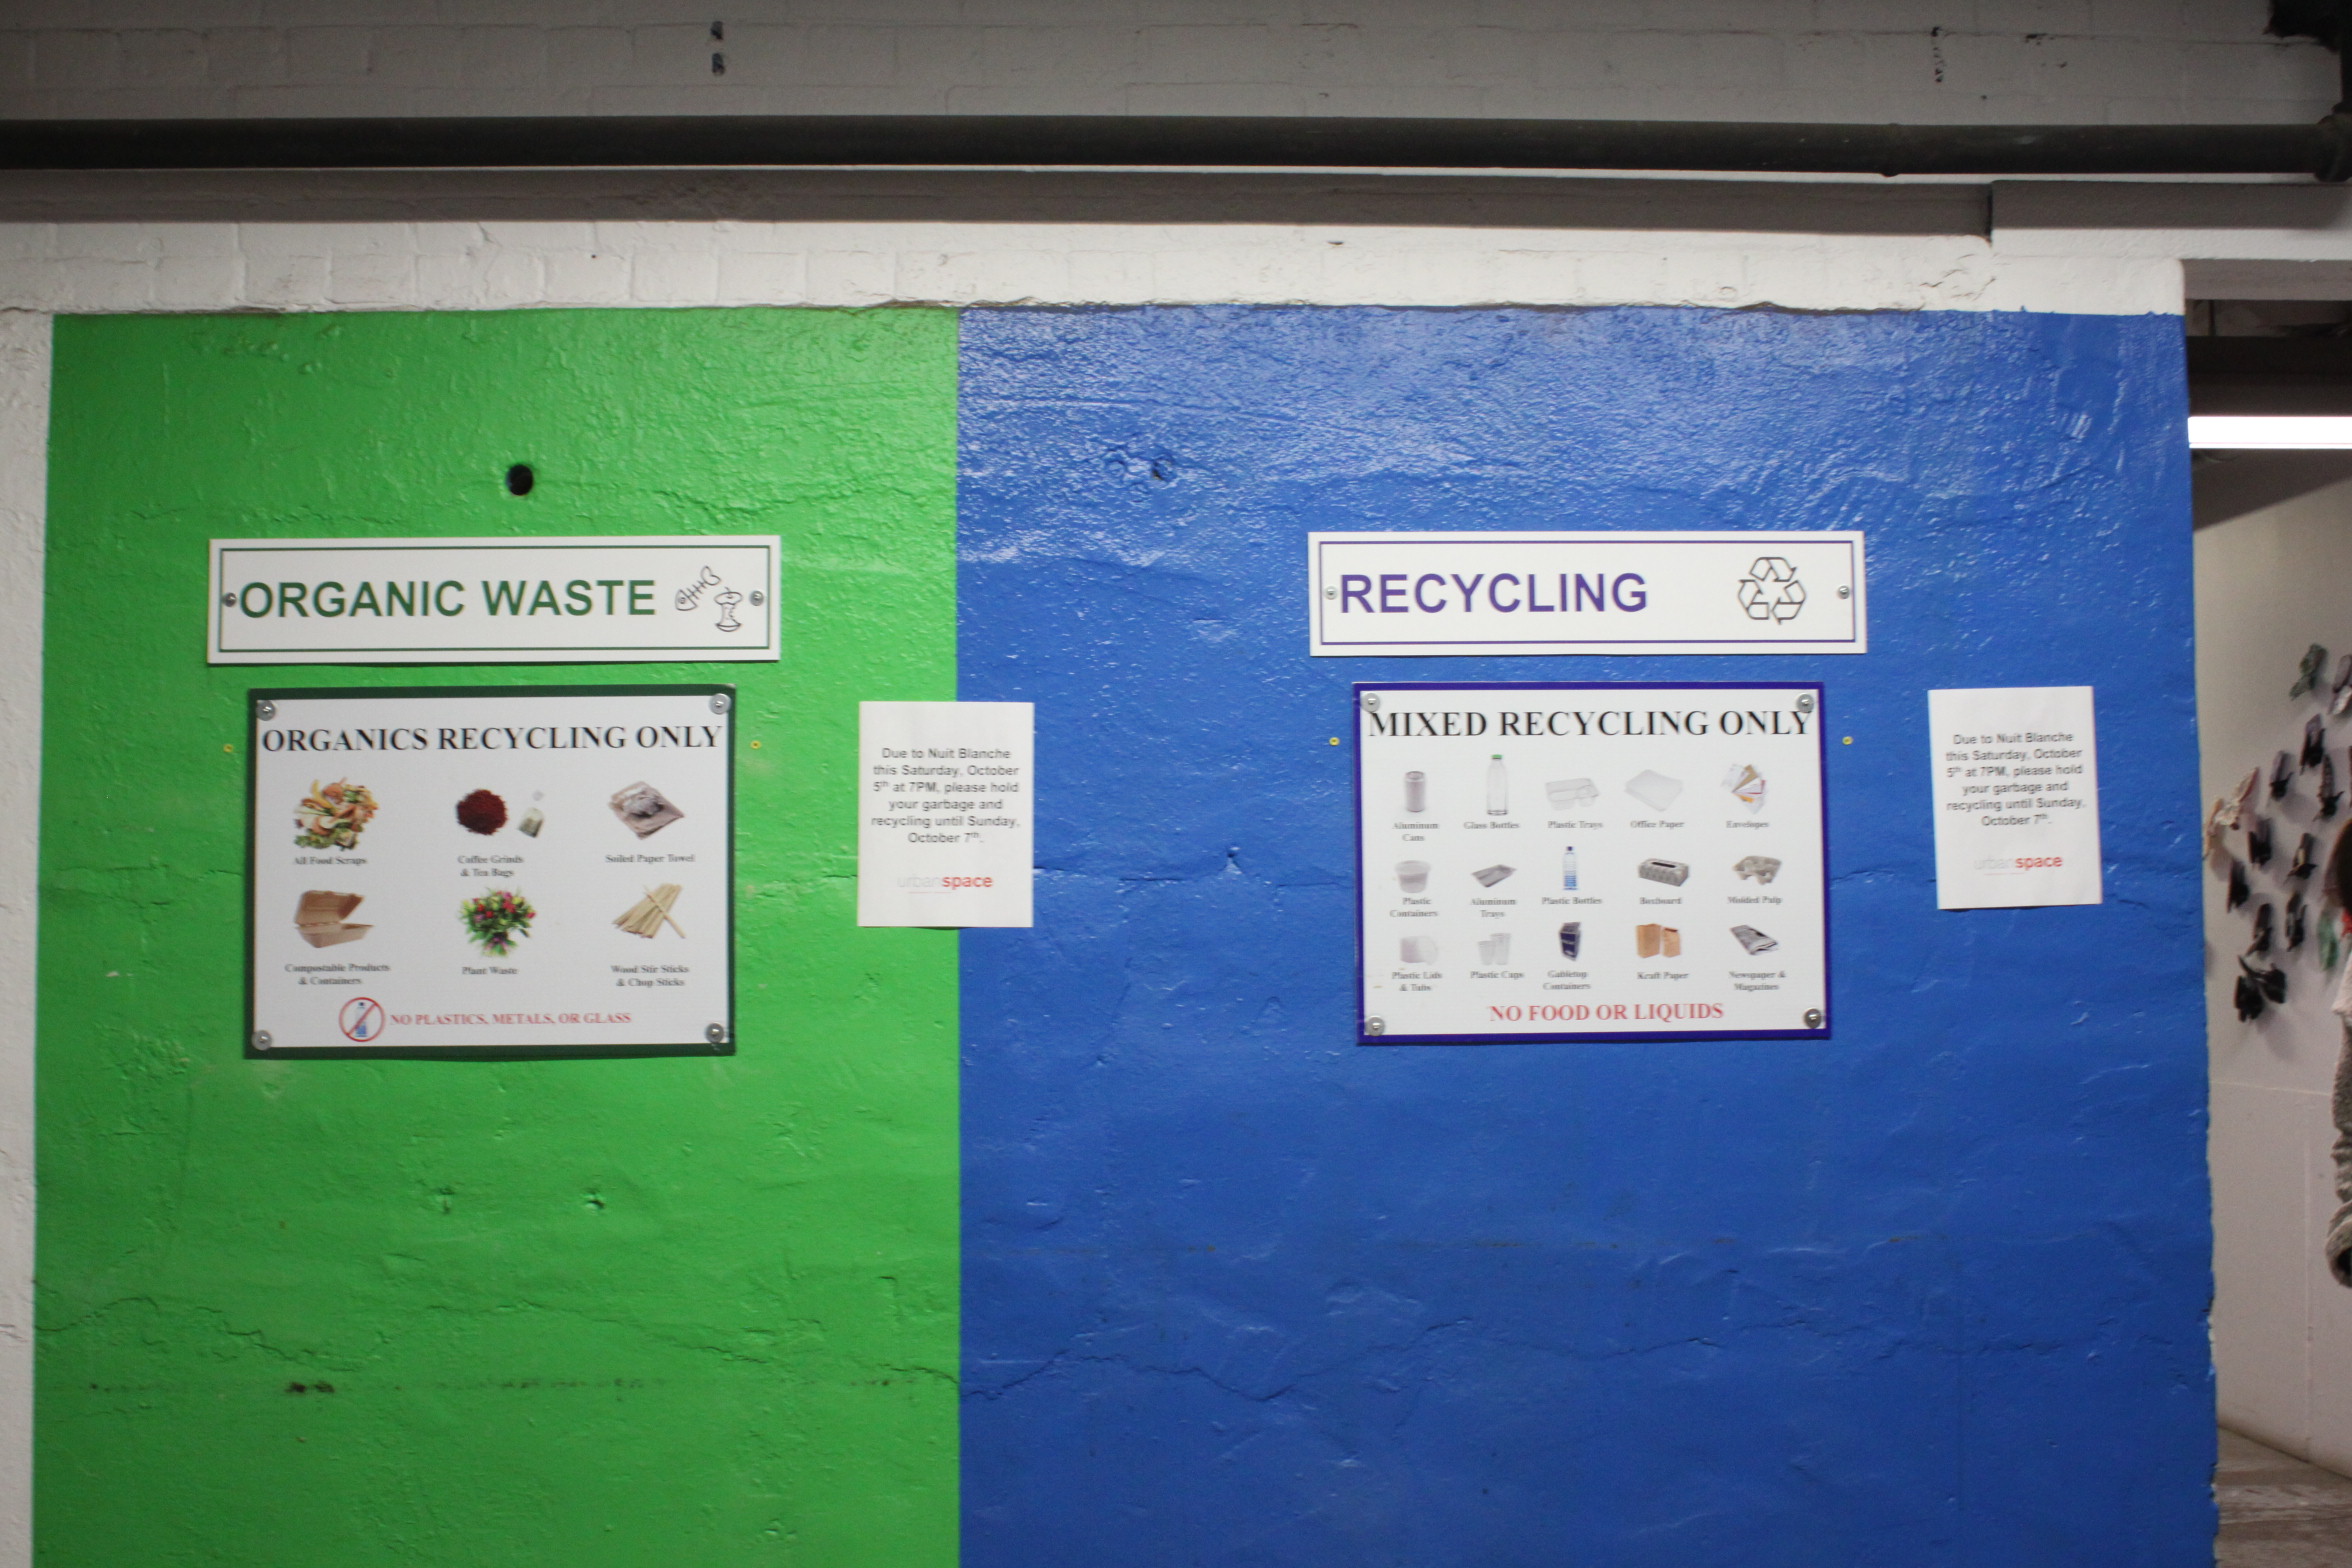 ORGANIC WASTE
ORGANICS RECYCLING ONLY
All Food Scraps
Coffee Grinds
& Tea Bags
Soiled Paper Towel
Compostable Products
& Containers
Plant Waste
Wood Stir Sticks
& Chop Sticks
NO PLASTICS, METALS, OR GLASS
Due to Nuit Blanche
this Saturday, October
5th at 7PM, please hold
your garbage and
recycling until Sunday,
October 7th.
urbanspace
RECYCLING
MIXED RECYCLING ONLY
Aluminum
Cans
Glass Bottles
Plastic Trays
Office Paper
Envelopes
Plastic
Containers
Aluminum
Trays
Plastic Bottles
Boxboard
Molded Pulp
Plastic Lids
& Tubs
Plastic Cups
Gabletop
Containers
Kraft Paper
Newspaper &
Magazines
NO FOOD OR LIQUIDS
Due to Nuit Blanche
this Saturday, October
5th at 7PM, please hold
your garbage and
recycling until Sunday,
October 7th.
urbanspace